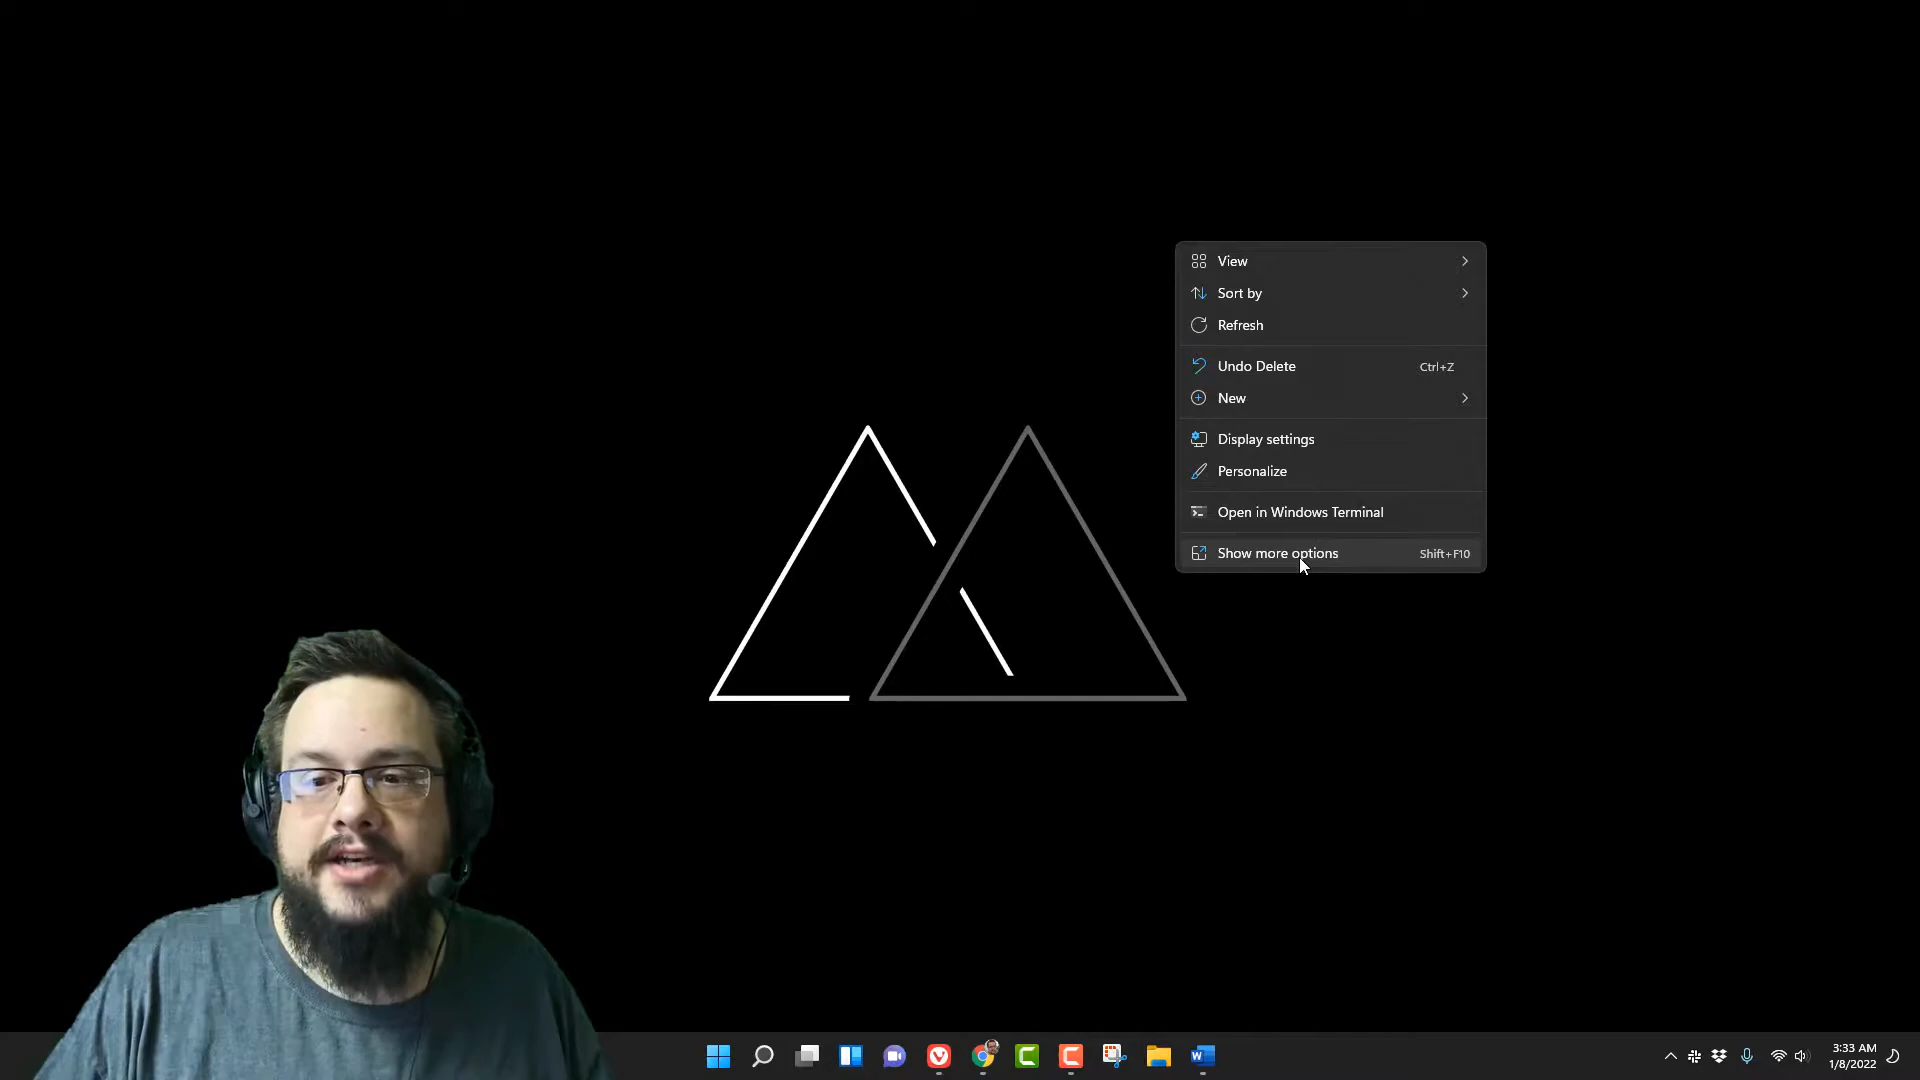 View
Sort by
Refresh
Undo Delete Ctrl+Z
New
Display settings
Personalize
Open in Windows Terminal
Show more options Shift+F10
3:33 AM
1/8/2022